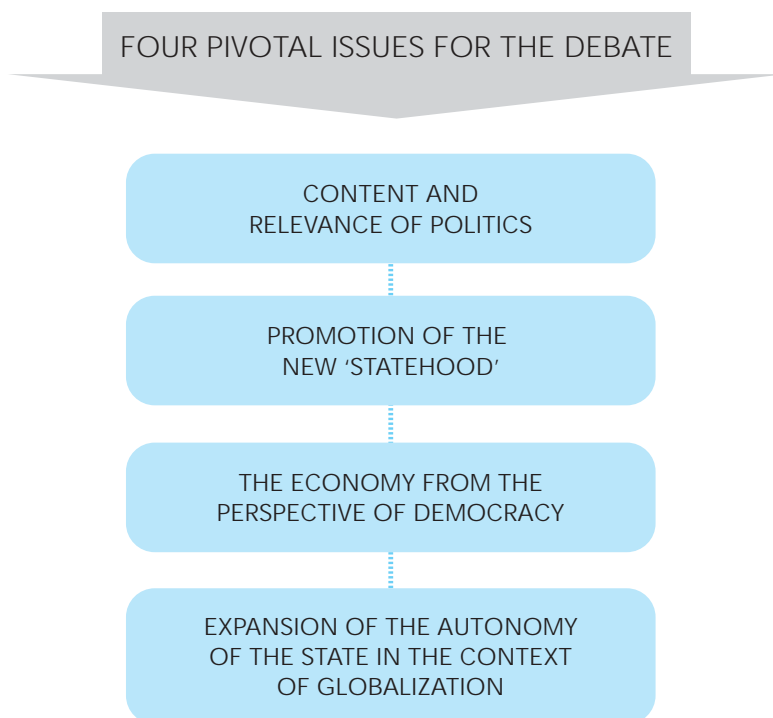 FOUR PIVOTAL ISSUES FOR THE DEBATE
CONTENT AND
RELEVANCE OF POLITICS
PROMOTION OF THE
NEW ‘STATEHOOD’
THE ECONOMY FROM THE
PERSPECTIVE OF DEMOCRACY
EXPANSION OF THE AUTONOMY
OF THE STATE IN THE CONTEXT
OF GLOBALIZATION